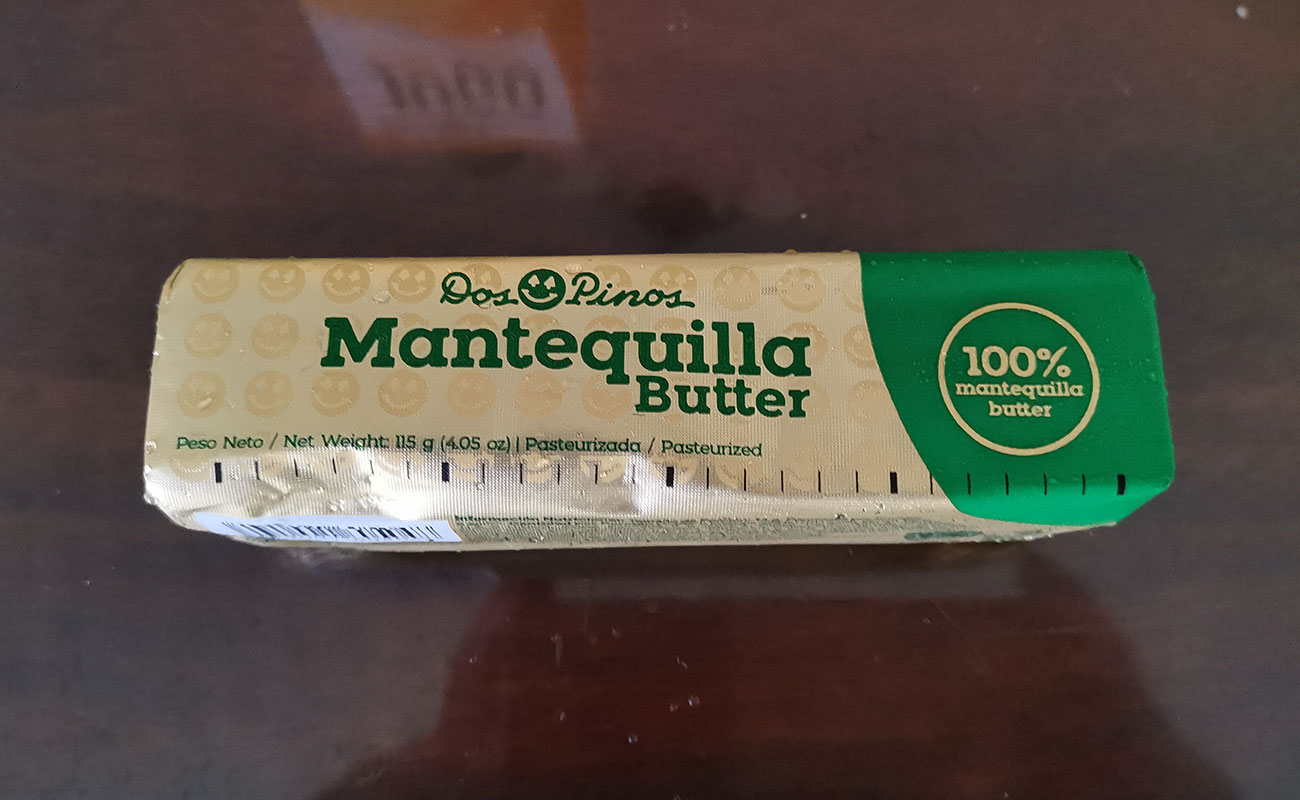 Dos Pinos
Mantequilla
Butter
100%
mantequilla
butter
Peso Neto / Net Weight: 115 g (4.05 oz) | Pasteurizada / Pasteurized